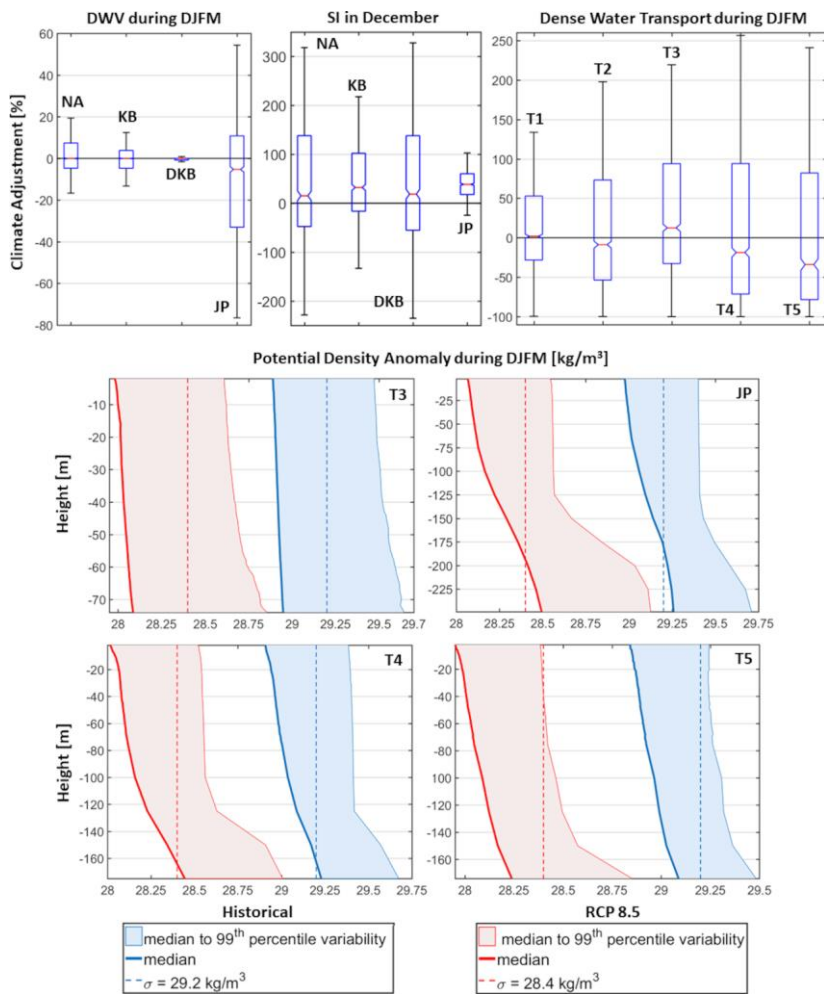 DWV during DJFM
SI in December
Dense Water Transport during DJFM
Climate Adjustment [%]
60
40
20
0
-20
-40
-60
-80
NA
KB
DKB
JP
300
200
100
0
-100
-200
NA
KB
DKB
JP
250
200
150
100
50
0
-50
-100
T1
T2
T3
T4
T5
Potential Density Anomaly during DJFM [kg/m³]
Height [m]
-10
-20
-30
-40
-50
-60
-70
T3
28 28.25 28.5 28.75 29 29.25 29.5 29.75
-25
-50
-75
-100
-125
-150
-175
-200
-225
JP
28 28.25 28.5 28.75 29 29.25 29.5 29.75
Height [m]
-20
-40
-60
-80
-100
-120
-140
-160
T4
28 28.25 28.5 28.75 29 29.25 29.5 29.75
-20
-40
-60
-80
-100
-120
-140
-160
T5
28 28.25 28.5 28.75 29 29.25 29.5
Historical
median to 99th percentile variability
median
σ = 29.2 kg/m³
RCP 8.5
median to 99th percentile variability
median
σ = 28.4 kg/m³